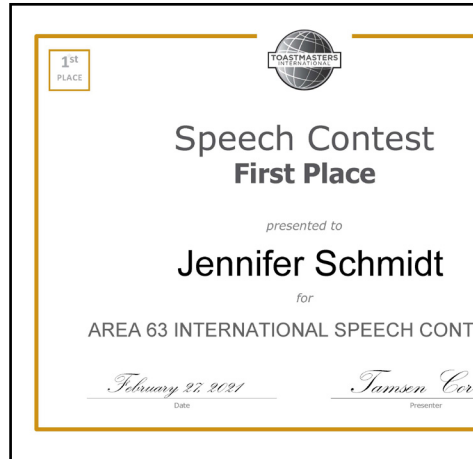 1st
PLACE
TOASTMASTERS
INTERNATIONAL
Speech Contest
First Place
presented to
Jennifer Schmidt
for
AREA 63 INTERNATIONAL SPEECH CONT
February 27, 2021
Tamsen Cor
Date
Presenter